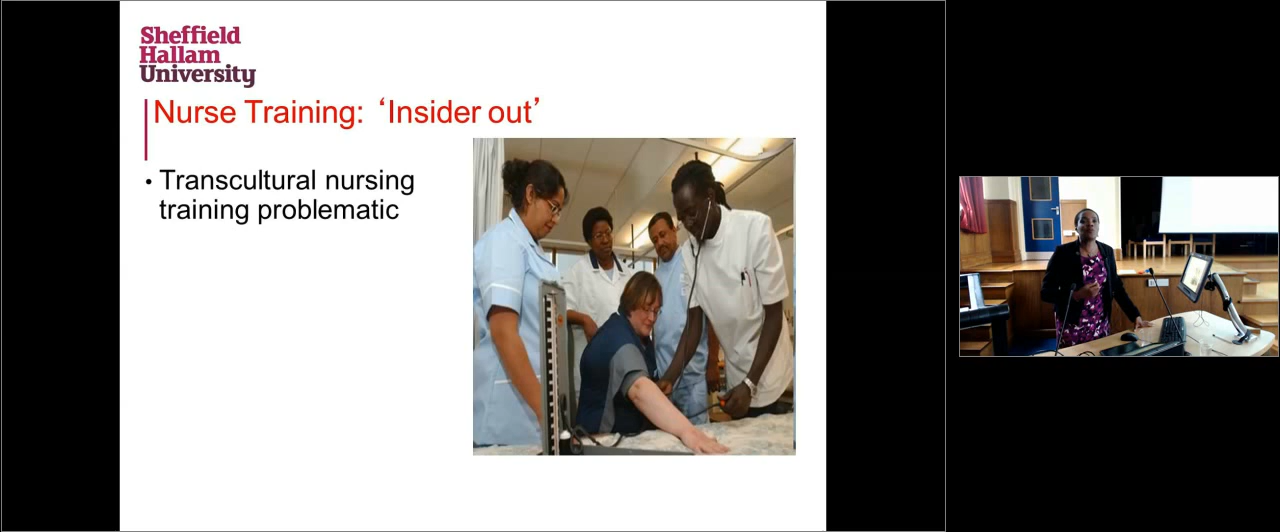 Sheffield
Hallam
University
Nurse Training: ‘Insider out’
• Transcultural nursing
training problematic